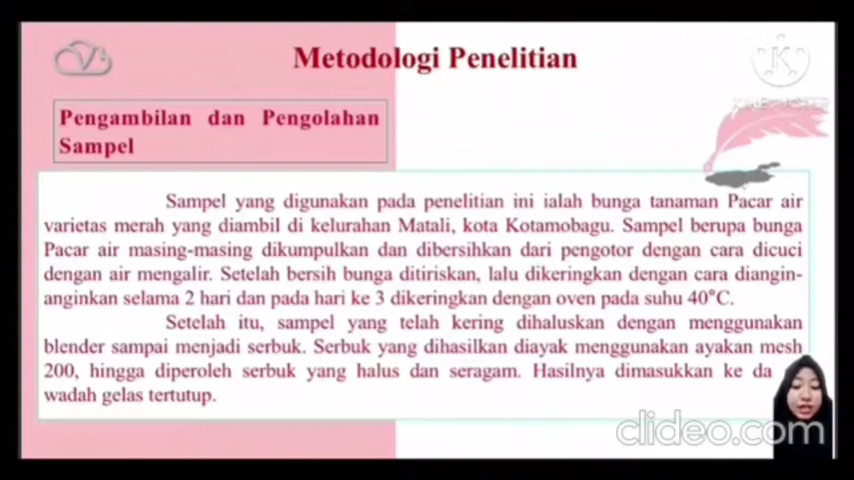 Metodologi Penelitian
Pengambilan dan Pengolahan
Sampel
Sampel yang digunakan pada penelitian ini ialah bunga tanaman Pacar air
varietas merah yang diambil di kelurahan Matali, kota Kotamobagu. Sampel berupa bunga
Pacar air masing-masing dikumpulkan dan dibersihkan dari pengotor dengan cara dicuci
dengan air mengalir. Setelah bersih bunga ditiriskan, lalu dikeringkan dengan cara diangin-
anginkan selama 2 hari dan pada hari ke 3 dikeringkan dengan oven pada suhu 40°C.
Setelah itu, sampel yang telah kering dihaluskan dengan menggunakan
blender sampai menjadi serbuk. Serbuk yang dihasilkan diayak menggunakan ayakan mesh
200, hingga diperoleh serbuk yang halus dan seragam. Hasilnya dimasukkan ke da
wadah gelas tertutup.
clideo.com